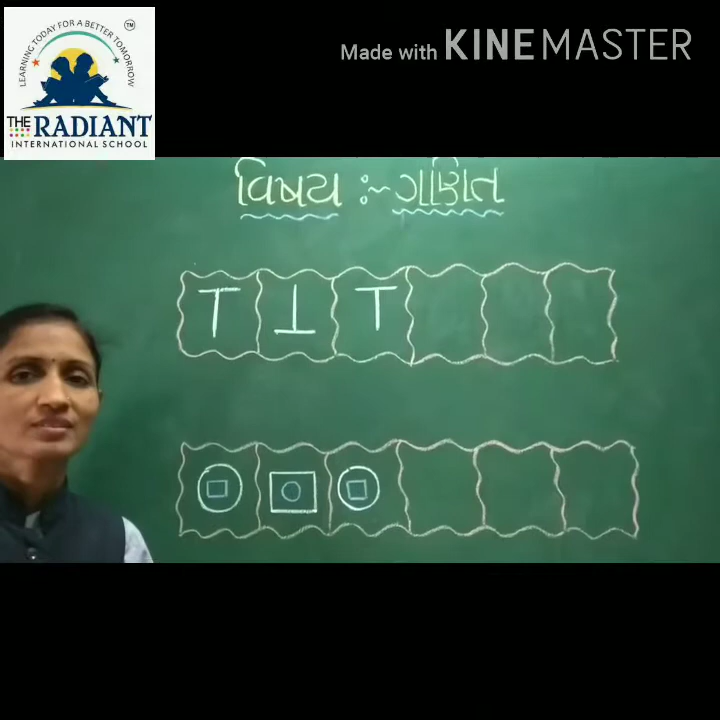 LEARNING TODAY FOR A BETTER TOMORROW
TM
THE RADIANT
INTERNATIONAL SCHOOL
Made with KINEMASTER
વિષય :~ ગણિત
T ⊥ T